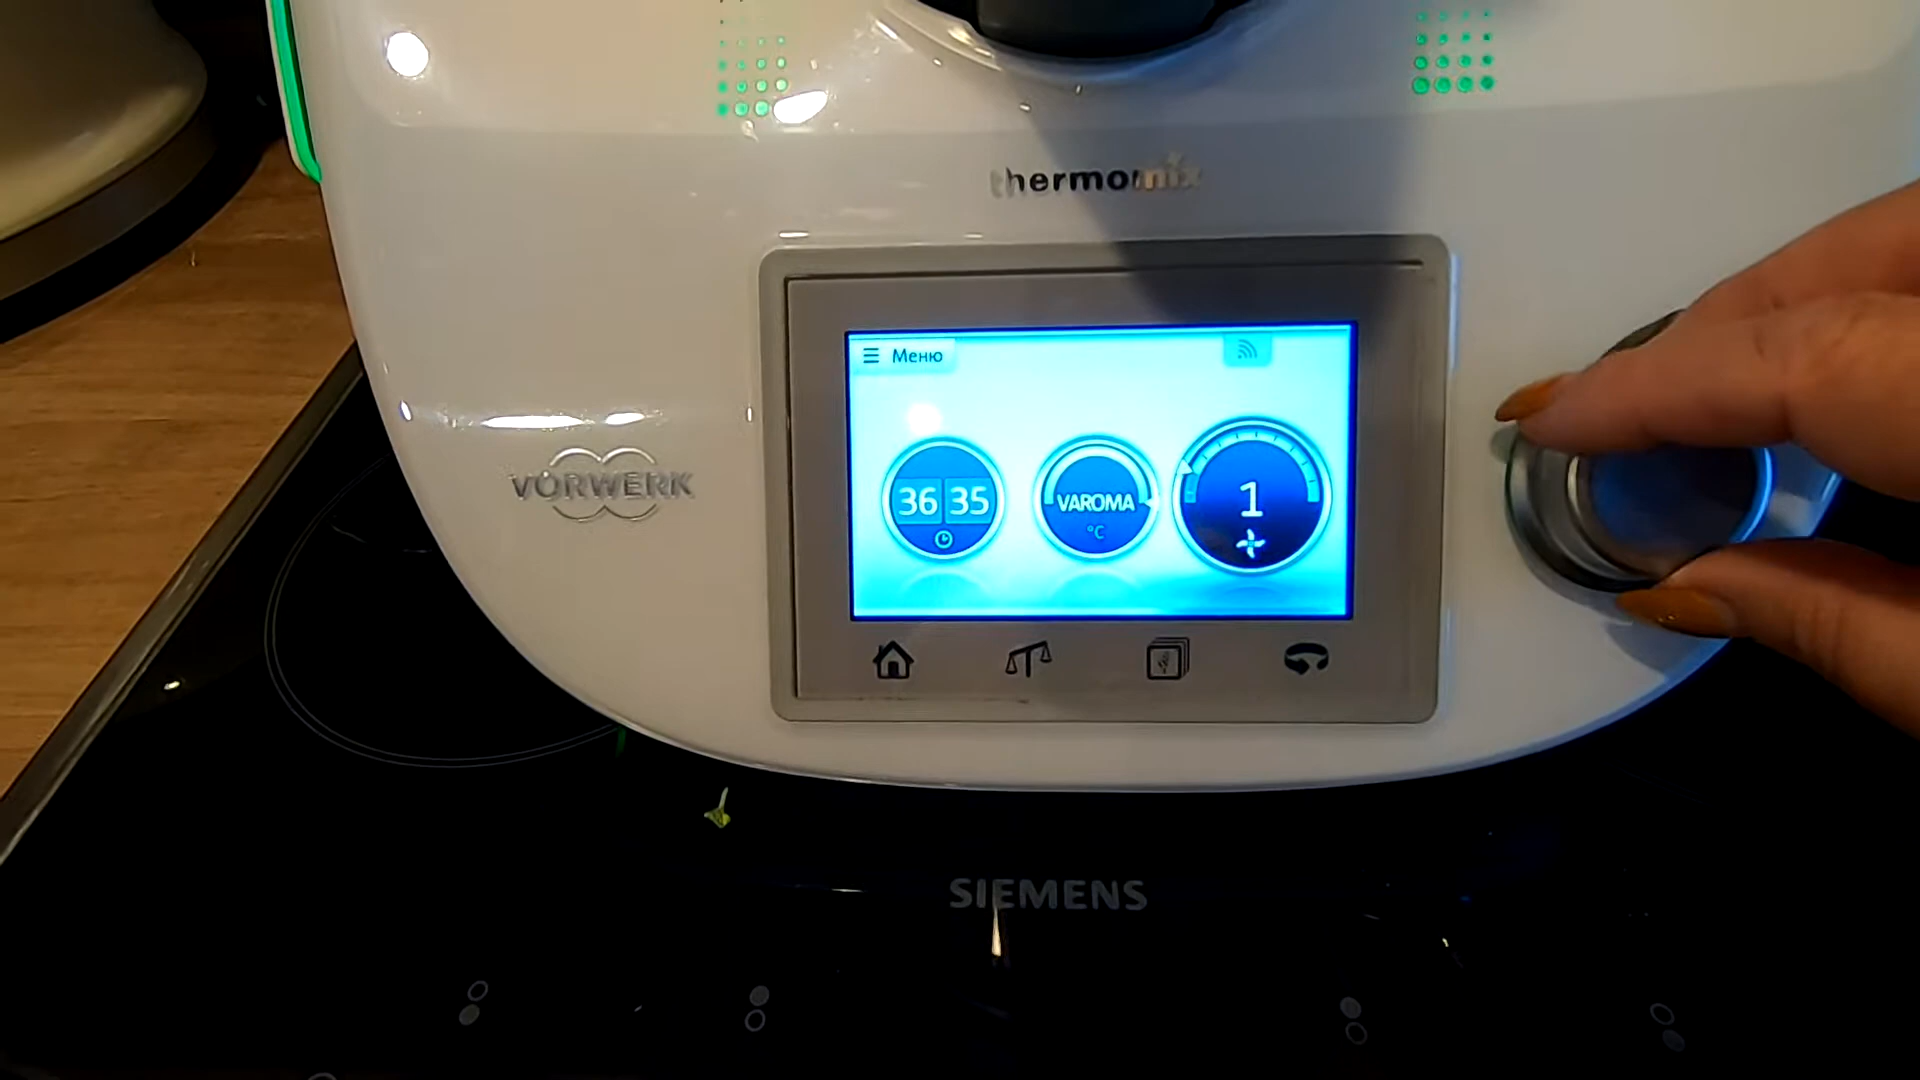 thermomix
Меню
VORWERK
36 35
VAROMA
°C
1
SIEMENS